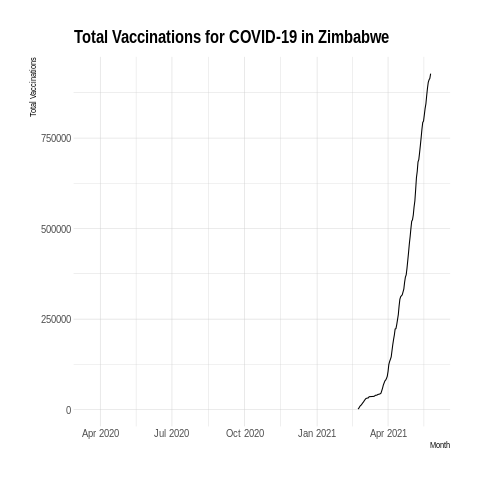 Total Vaccinations for COVID-19 in Zimbabwe
Total Vaccinations
750000
500000
250000
0
Apr 2020 Jul 2020 Oct 2020 Jan 2021 Apr 2021
Month